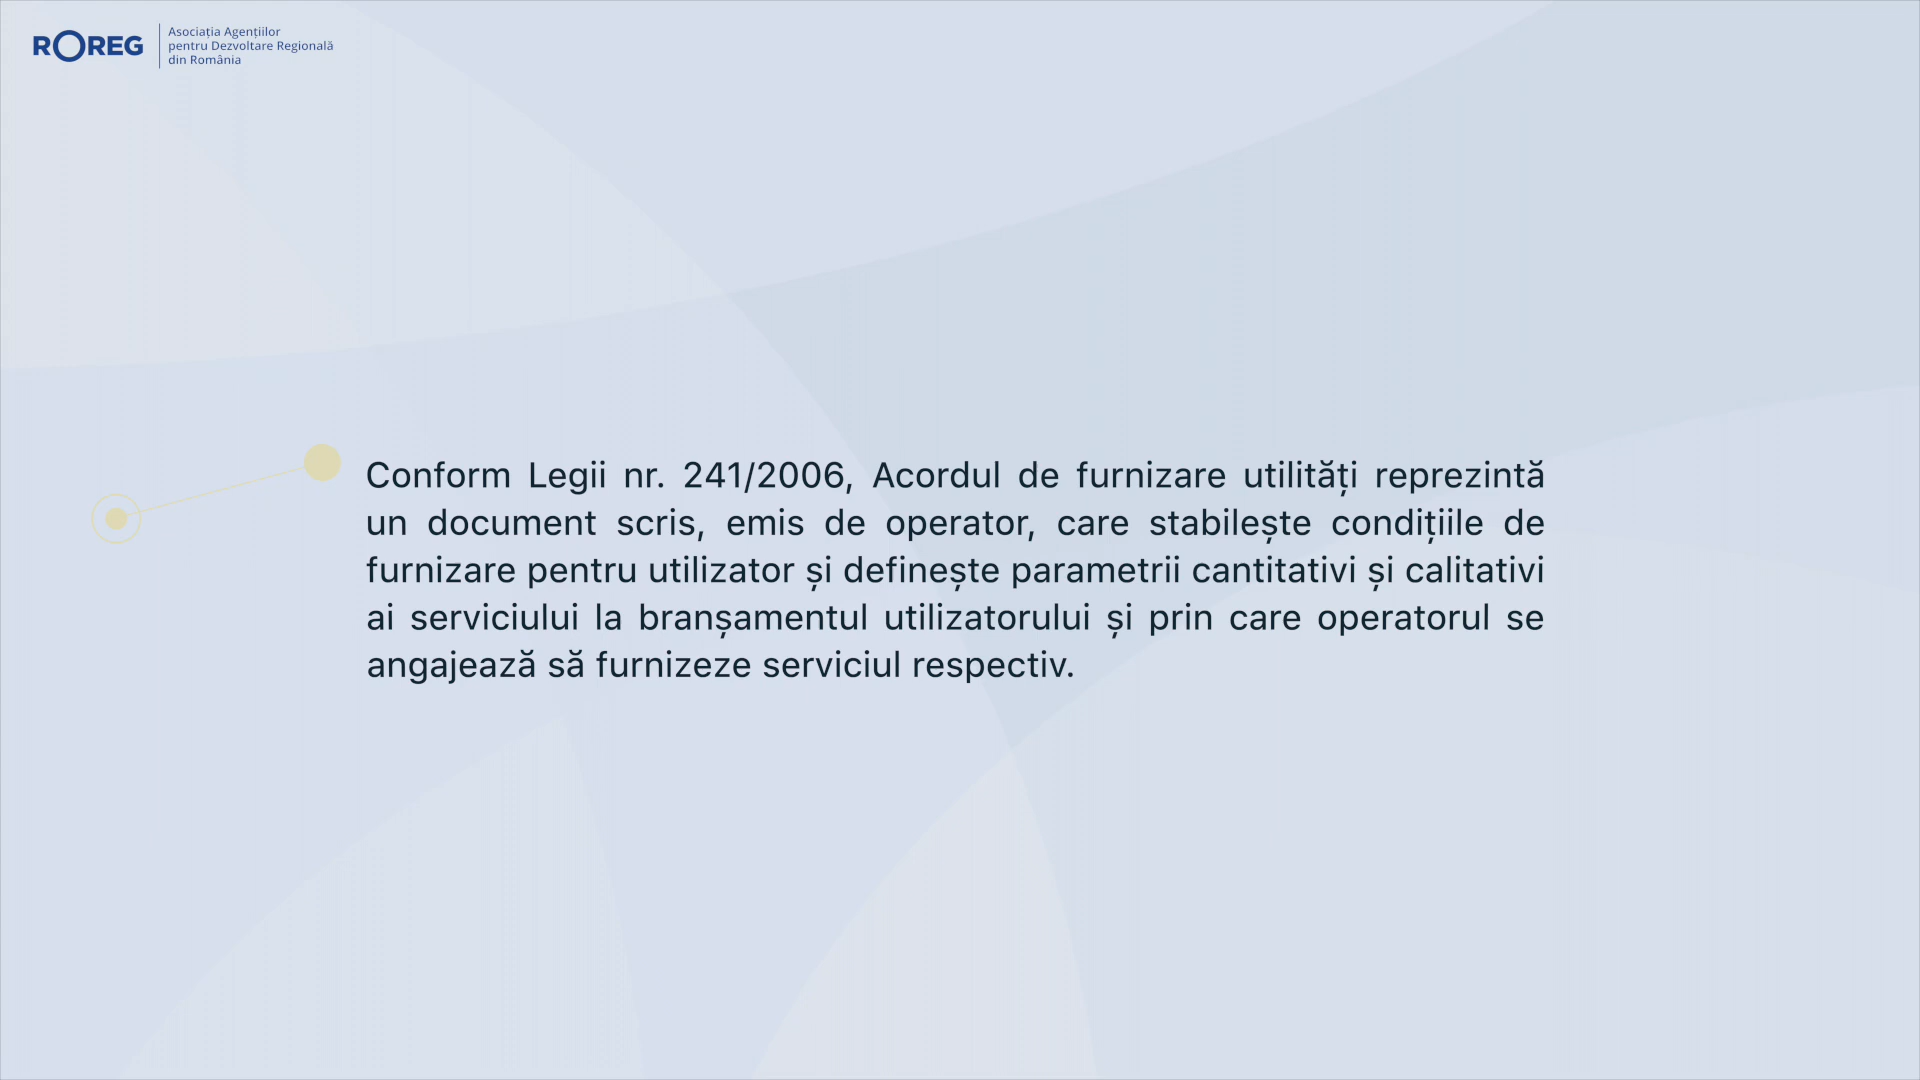 ROREG
Asociația Agențiilor
pentru Dezvoltare Regională
din România
Conform Legii nr. 241/2006, Acordul de furnizare utilități reprezintă
un document scris, emis de operator, care stabilește condițiile de
furnizare pentru utilizator și definește parametrii cantitativi și calitativi
ai serviciului la branșamentul utilizatorului și prin care operatorul se
angajează să furnizeze serviciul respectiv.